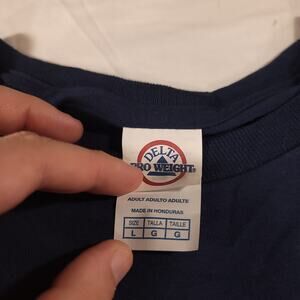 DELTA
PRO WEIGHT
ADULT ADULTO ADULTE
MADE IN HONDURAS
SIZE TALLA TAILLE
L G G